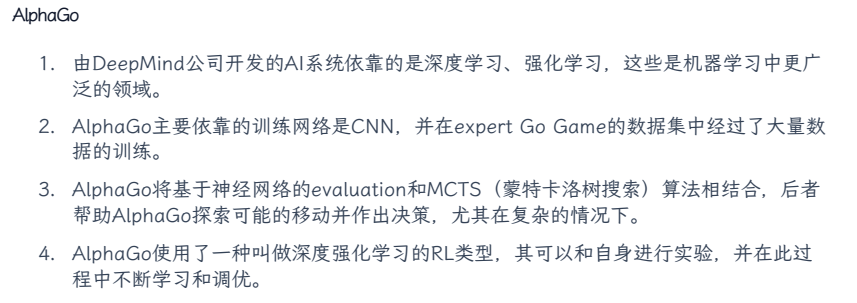 AlphaGo
1. 由DeepMind公司开发的AI系统依靠的是深度学习、强化学习，这些是机器学习中更广
泛的领域。
2. AlphaGo主要依靠的训练网络是CNN，并在expert Go Game的数据集中经过了大量数
据的训练。
3. AlphaGo将基于神经网络的evaluation和MCTS（蒙特卡洛树搜索）算法相结合，后者
帮助AlphaGo探索可能的移动并作出决策，尤其在复杂的情况下。
4. AlphaGo使用了一种叫做深度强化学习的RL类型，其可以和自身进行实验，并在此过
程中不断学习和调优。